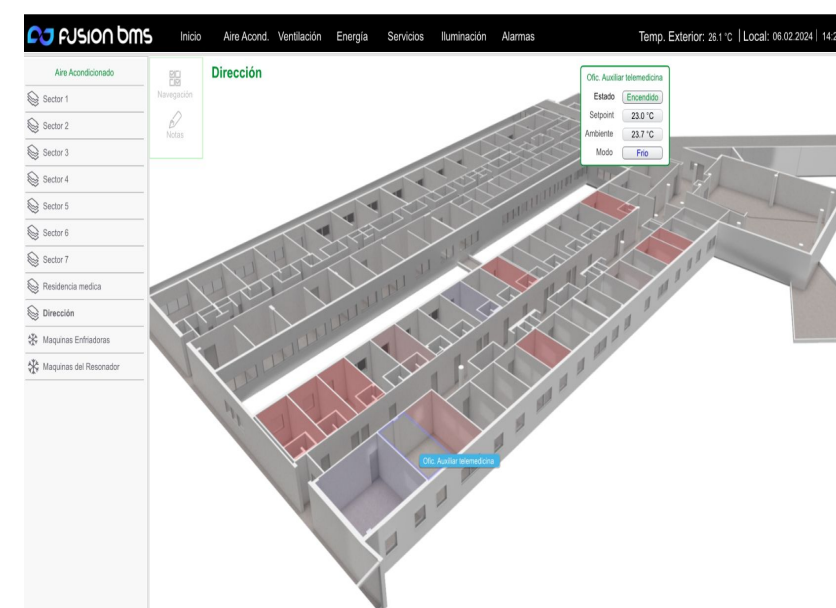 FUSION bms
Inicio Aire Acond. Ventilación Energía Servicios Iluminación Alarmas
Temp. Exterior: 26.1 °C | Local: 06.02.2024 | 14:2
Aire Acondicionado
Sector 1
Sector 2
Sector 3
Sector 4
Sector 5
Sector 6
Sector 7
Residencia medica
Dirección
Maquinas Enfriadoras
Maquinas del Resonador
Navegación
Notas
Dirección
Ofic. Auxiliar telemedicina
Estado Encendido
Setpoint 23.0 °C
Ambiente 23.7 °C
Modo Frio
Ofic. Auxiliar telemedicina